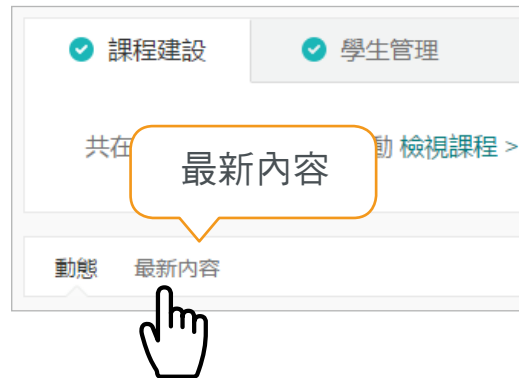 課程建設 學生管理
共在 動 檢視課程 >
最新內容
動態 最新內容